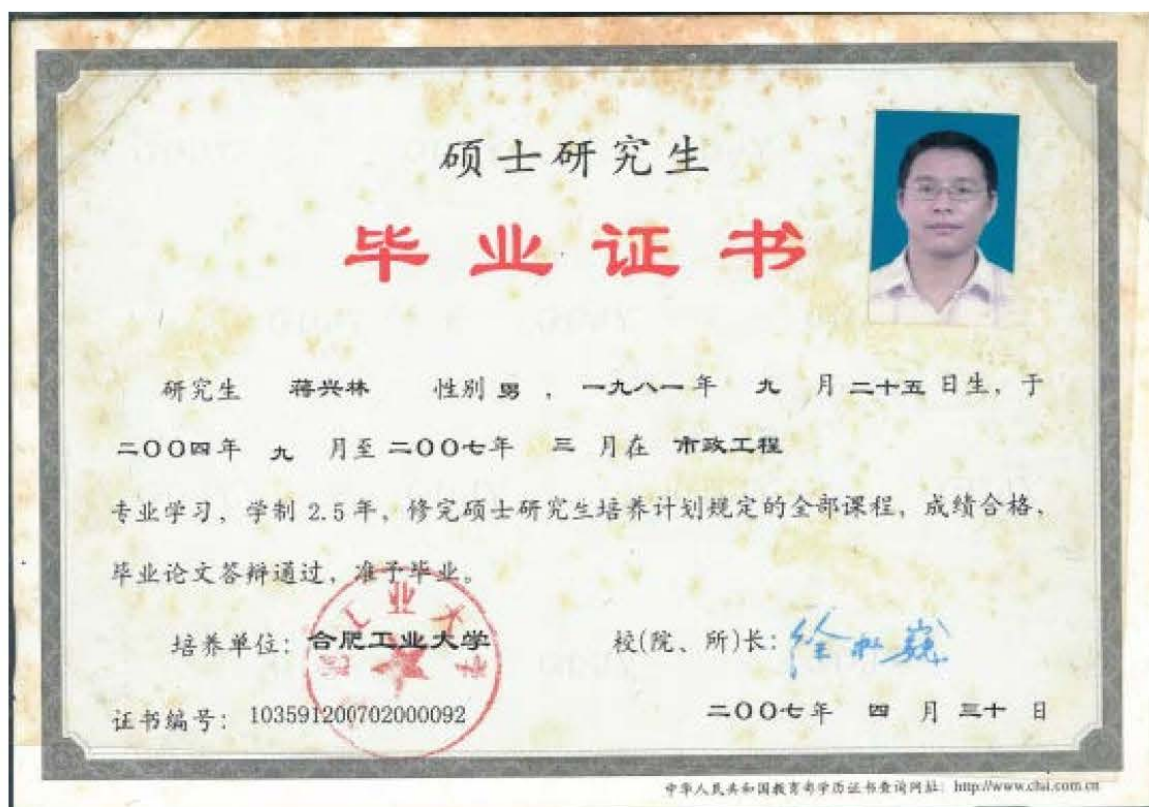 硕士研究生
毕业证书
研究生 蒋兴林 性别 男 ，一九八一年 九 月 二十五 日生，于
二〇〇四年 九 月至 二〇〇七年 三 月在 市政工程
专业学习，学制 2.5 年，修完硕士研究生培养计划规定的全部课程，成绩合格，
毕业论文答辩通过，准予毕业。
培养单位：合肥工业大学 校(院、所)长：徐枞巍
证书编号：103591200702000092 二〇〇七年 四 月 三十 日
中华人民共和国教育部学历证书查询网址：http://www.chsi.com.cn